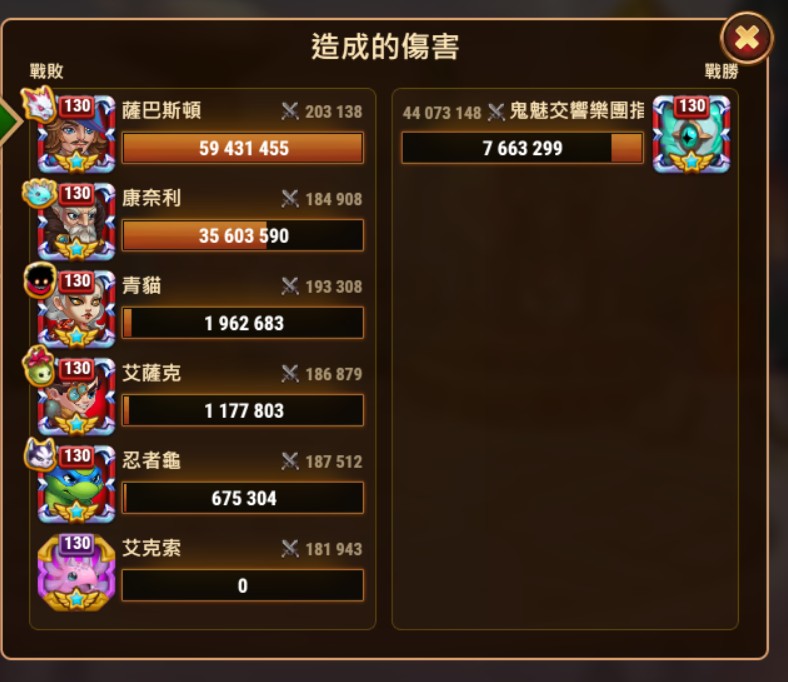 造成的傷害
戰敗
戰勝
130 薩巴斯頓 203 138
59 431 455
130 康奈利 184 908
35 603 590
130 青貓 193 308
1 962 683
130 艾薩克 186 879
1 177 803
130 忍者龜 187 512
675 304
130 艾克索 181 943
0
44 073 148 鬼魅交響樂團指 130
7 663 299